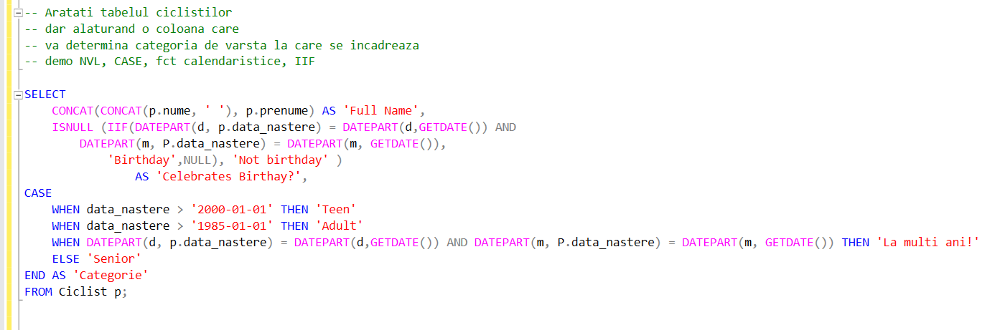 -- Aratati tabelul ciclistilor
-- dar alaturand o coloana care
-- va determina categoria de varsta la care se incadreaza
-- demo NVL, CASE, fct calendaristice, IIF
SELECT
CONCAT(CONCAT(p.nume, ' '), p.prenume) AS 'Full Name',
ISNULL (IIF(DATEPART(d, p.data_nastere) = DATEPART(d,GETDATE()) AND
DATEPART(m, P.data_nastere) = DATEPART(m, GETDATE()),
'Birthday',NULL), 'Not birthday' )
AS 'Celebrates Birthay?',
CASE
WHEN data_nastere > '2000-01-01' THEN 'Teen'
WHEN data_nastere > '1985-01-01' THEN 'Adult'
WHEN DATEPART(d, p.data_nastere) = DATEPART(d,GETDATE()) AND DATEPART(m, P.data_nastere) = DATEPART(m, GETDATE()) THEN 'La multi ani!'
ELSE 'Senior'
END AS 'Categorie'
FROM Ciclist p;